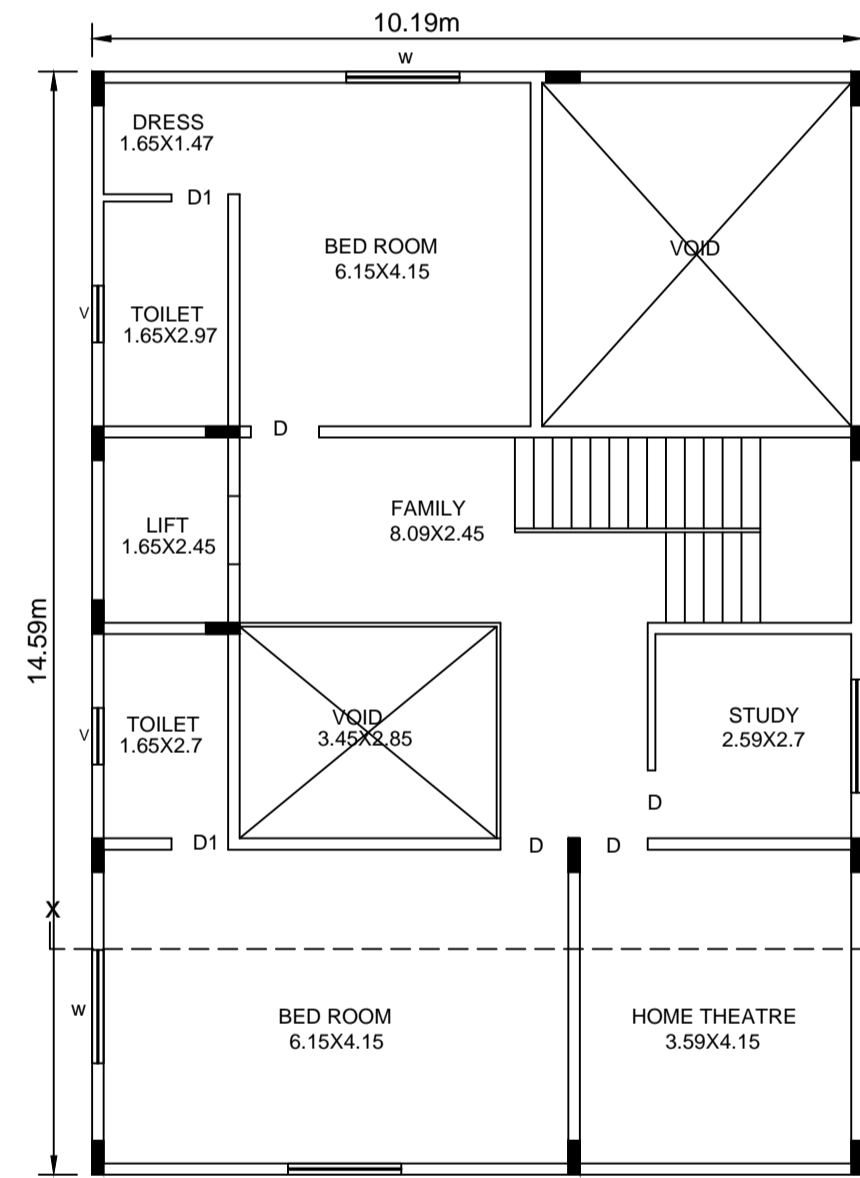 10.19m
w
DRESS
1.65X1.47
D1
BED ROOM
6.15X4.15
VOID
V
TOILET
1.65X2.97
D
LIFT
1.65X2.45
FAMILY
8.09X2.45
14.59m
V
TOILET
1.65X2.7
VOID
3.45X2.85
STUDY
2.59X2.7
D
D1
D
D
X
w
BED ROOM
6.15X4.15
HOME THEATRE
3.59X4.15